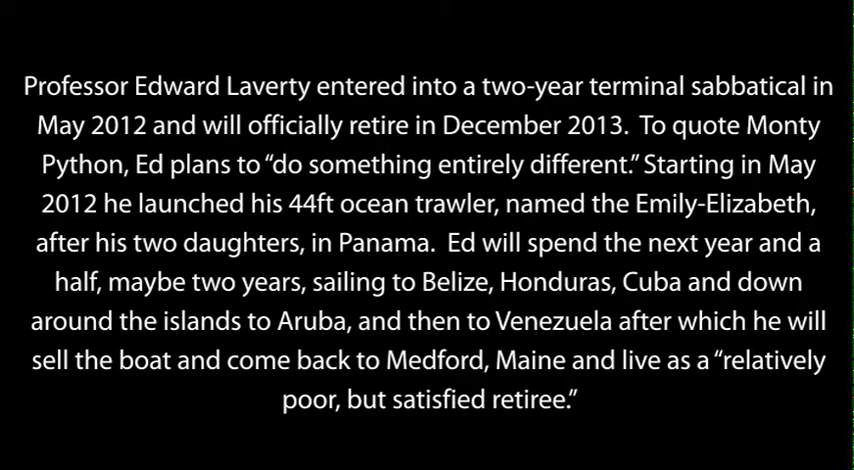 Professor Edward Laverty entered into a two-year terminal sabbatical in
May 2012 and will officially retire in December 2013.  To quote Monty
Python, Ed plans to “do something entirely different.” Starting in May
2012 he launched his 44ft ocean trawler, named the Emily-Elizabeth,
after his two daughters, in Panama.  Ed will spend the next year and a
half, maybe two years, sailing to Belize, Honduras, Cuba and down
around the islands to Aruba, and then to Venezuela after which he will
sell the boat and come back to Medford, Maine and live as a “relatively
poor, but satisfied retiree.”